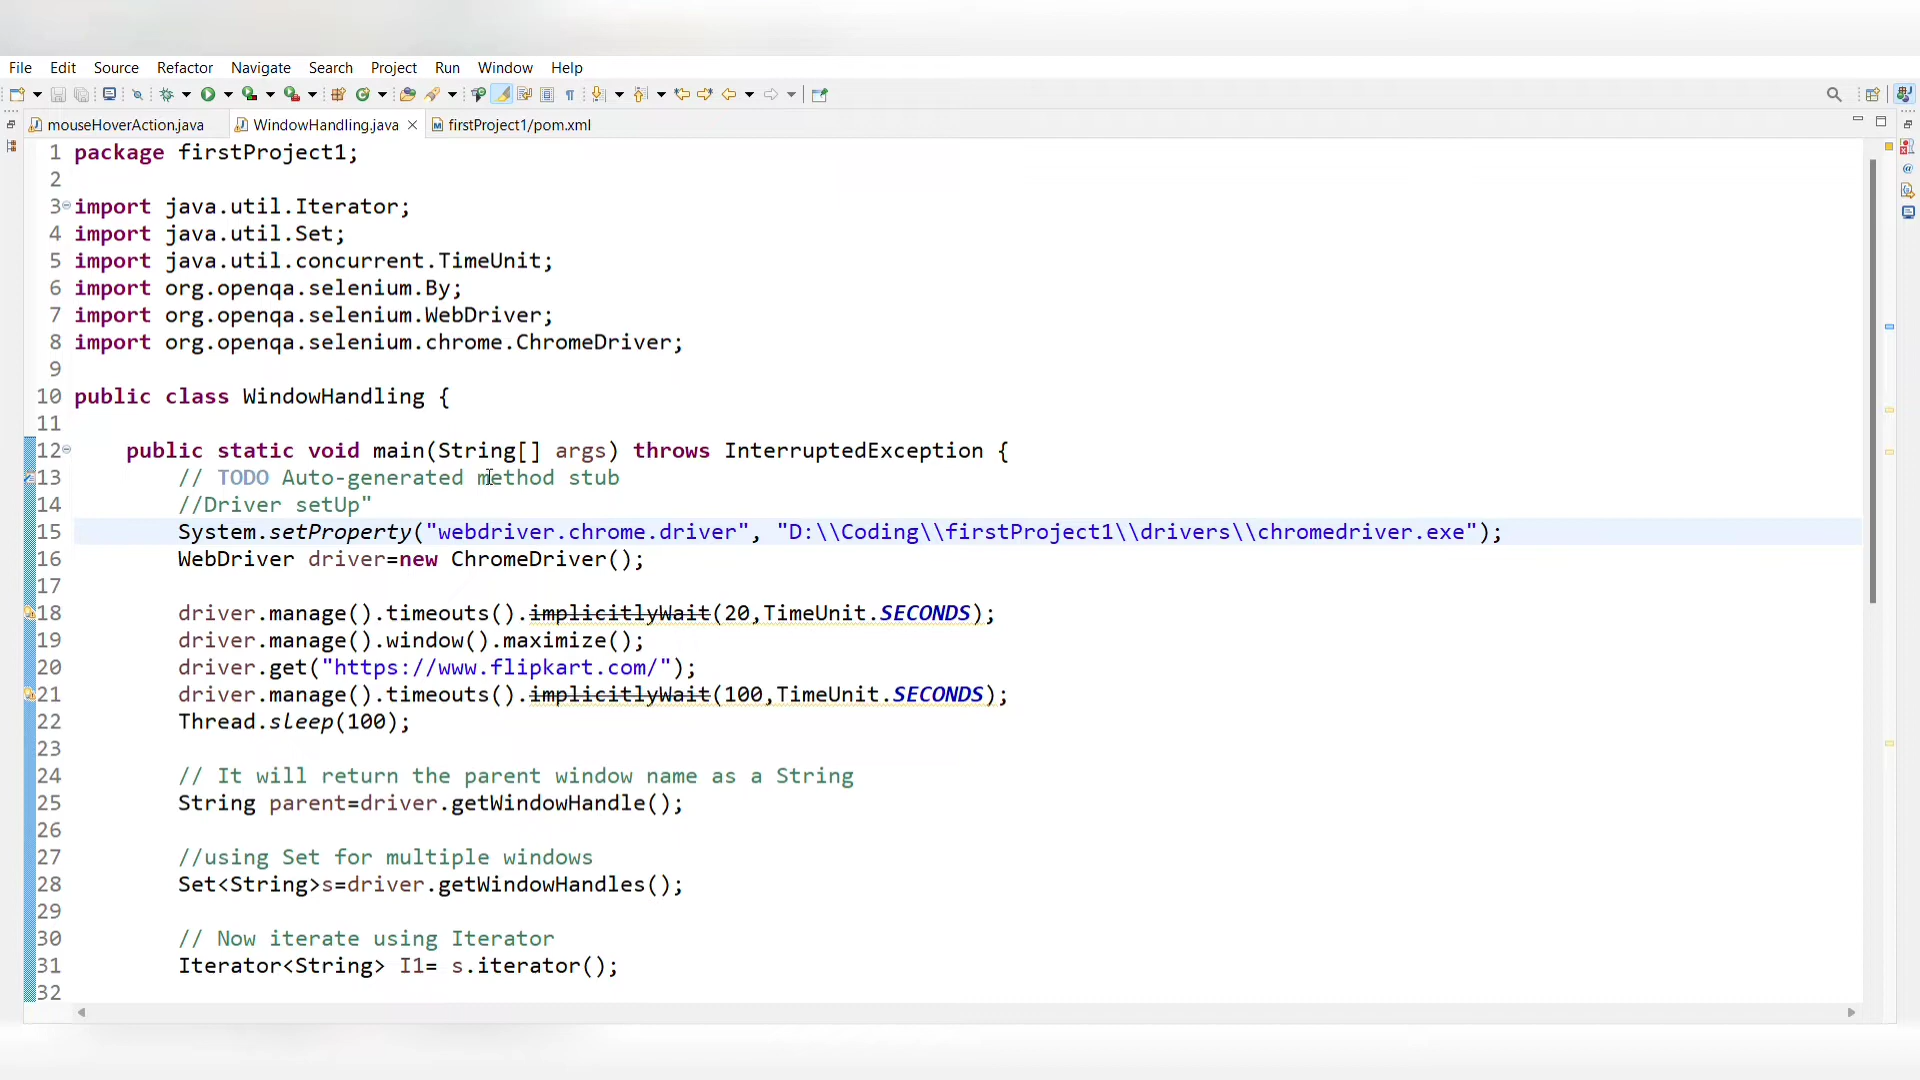 File Edit Source Refactor Navigate Search Project Run Window Help
mouseHoverAction.java WindowHandling.java firstProject1/pom.xml
1 package firstProject1;
2
3 import java.util.Iterator;
4 import java.util.Set;
5 import java.util.concurrent.TimeUnit;
6 import org.openqa.selenium.By;
7 import org.openqa.selenium.WebDriver;
8 import org.openqa.selenium.chrome.ChromeDriver;
9
10 public class WindowHandling {
11
12 public static void main(String[] args) throws InterruptedException {
13 // TODO Auto-generated method stub
14 //Driver setUp"
15 System.setProperty("webdriver.chrome.driver", "D:\\Coding\\firstProject1\\drivers\\chromedriver.exe");
16 WebDriver driver=new ChromeDriver();
17
18 driver.manage().timeouts().implicitlyWait(20,TimeUnit.SECONDS);
19 driver.manage().window().maximize();
20 driver.get("https://www.flipkart.com/");
21 driver.manage().timeouts().implicitlyWait(100,TimeUnit.SECONDS);
22 Thread.sleep(100);
23
24 // It will return the parent window name as a String
25 String parent=driver.getWindowHandle();
26
27 //using Set for multiple windows
28 Set<String>s=driver.getWindowHandles();
29
30 // Now iterate using Iterator
31 Iterator<String> I1= s.iterator();
32